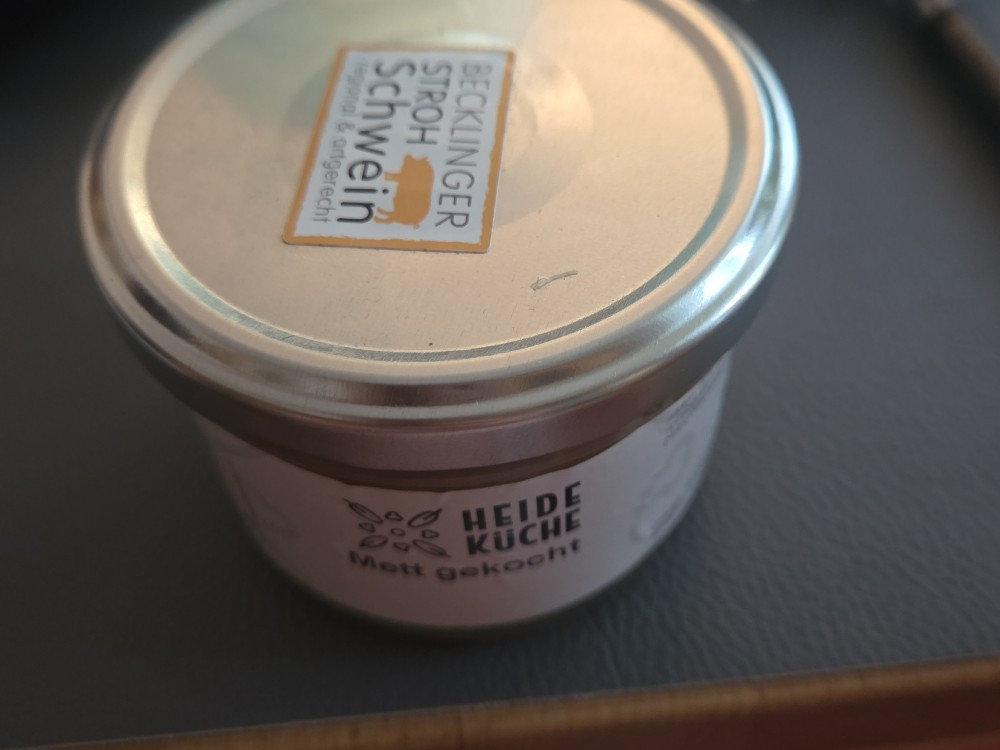 BECKLINGER
STROH
Schwein
regional & artgerecht
HEIDE
KÜCHE
Mett gekocht